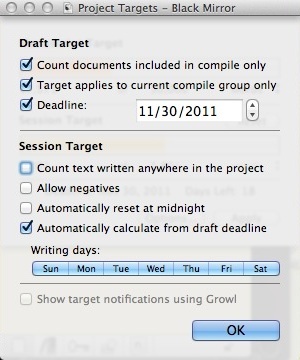 Project Targets – Black Mirror
Draft Target
Count documents included in compile only
Target applies to current compile group only
Deadline: 11/30/2011
Session Target
Count text written anywhere in the project
Allow negatives
Automatically reset at midnight
Automatically calculate from draft deadline
Writing days:
Sun Mon Tue Wed Thu Fri Sat
Show target notifications using Growl
OK